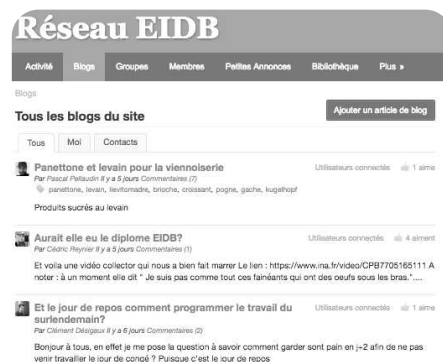 Réseau EIDB
Activité Blogs Groupes Membres Petites Annonces Bibliothèque Plus »
Blogs
Tous les blogs du site
Ajouter un article de blog
Tous Moi Contacts
Panettone et levain pour la viennoiserie
Utilisateurs connectés 1 aime
Par Pascal Pallaudin Il y a 5 jours Commentaires (7)
panettone, levain, lievitomadre, brioche, croissant, pogne, gache, kugelhopf
Produits sucrés au levain
Aurait elle eu le diplome EIDB?
Utilisateurs connectés 4 aiment
Par Cédric Reynier Il y a 5 jours Commentaires (1)
Et voila une vidéo collector qui nous a bien fait marrer Le lien : https://www.ina.fr/video/CPB7705165111 A
noter : à un moment elle dit " Je suis pas comme tout ces fainéants qui ont des oeufs sous les bras."....
Et le jour de repos comment programmer le travail du
surlendemain?
Utilisateurs connectés 1 aime
Par Clément Désigaux Il y a 6 jours Commentaires (2)
Bonjour à tous, en effet je me pose la question à savoir comment garder sont pain en j+2 afin de ne pas
venir travailler le jour de congé ? Puisque c'est le jour de repos